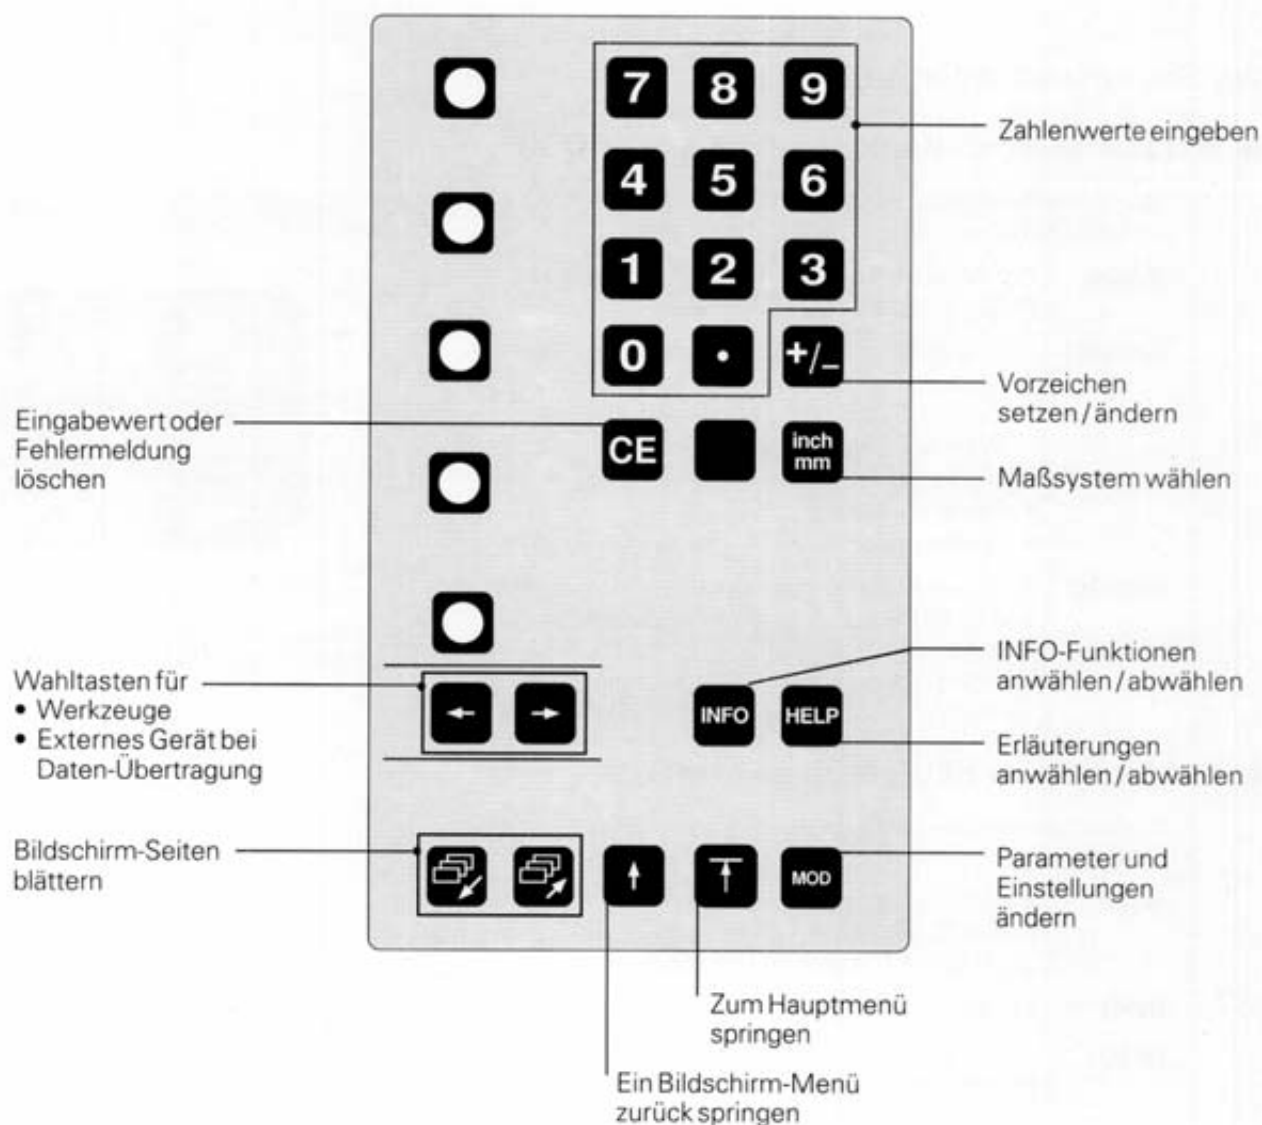 7 8 9
Zahlenwerte eingeben
4 5 6
1 2 3
0 . +/-
Vorzeichen
setzen / ändern
Eingabewert oder
Fehlermeldung
löschen
CE
inch
mm
Maßsystem wählen
INFO-Funktionen
anwählen / abwählen
Wahltasten für
• Werkzeuge
• Externes Gerät bei
Daten-Übertragung
← →
INFO HELP
Erläuterungen
anwählen / abwählen
Bildschirm-Seiten
blättern
MOD
Parameter und
Einstellungen
ändern
Zum Hauptmenü
springen
Ein Bildschirm-Menü
zurück springen